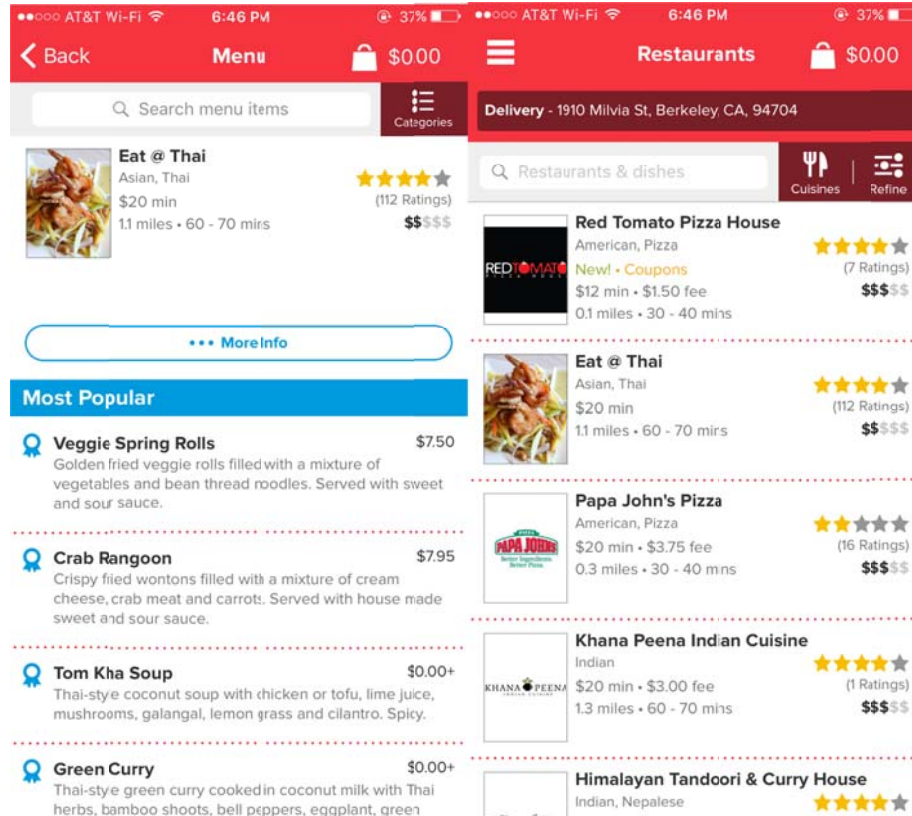 ●●○○○ AT&T Wi-Fi 6:46 PM 37%
Back Menu $0.00
Search menu items
Categories
Eat @ Thai
Asian, Thai
$20 min
(112 Ratings)
1.1 miles • 60 - 70 mins
$$$$$
••• More Info
Most Popular
Veggie Spring Rolls $7.50
Golden fried veggie rolls filled with a mixture of
vegetables and bean thread noodles. Served with sweet
and sour sauce.
Crab Rangoon $7.95
Crispy fried wontons filled with a mixture of cream
cheese, crab meat and carrots. Served with house made
sweet and sour sauce.
Tom Kha Soup $0.00+
Thai-style coconut soup with chicken or tofu, lime juice,
mushrooms, galangal, lemon grass and cilantro. Spicy.
Green Curry $0.00+
Thai-style green curry cooked in coconut milk with Thai
herbs, bamboo shoots, bell peppers, eggplant, green
●●○○○ AT&T Wi-Fi 6:46 PM 37%
Restaurants $0.00
Delivery - 1910 Milvia St, Berkeley, CA, 94704
Restaurants & dishes
Cuisines
Refine
Red Tomato Pizza House
American, Pizza
RED TOMATO
PIZZA HOUSE
New! • Coupons
(7 Ratings)
$12 min • $1.50 fee
$$$$$
0.1 miles • 30 - 40 mins
Eat @ Thai
Asian, Thai
$20 min
(112 Ratings)
1.1 miles • 60 - 70 mins
$$$$$
Papa John's Pizza
American, Pizza
PIZZA
PAPA JOHNS
Better Ingredients.
Better Pizza.
$20 min • $3.75 fee
(16 Ratings)
0.3 miles • 30 - 40 mins
$$$$$
Khana Peena Indian Cuisine
Indian
KHANA PEENA
INDIAN CUISINE
$20 min • $3.00 fee
(1 Ratings)
1.3 miles • 60 - 70 mins
$$$$$
Himalayan Tandoori & Curry House
Indian, Nepalese